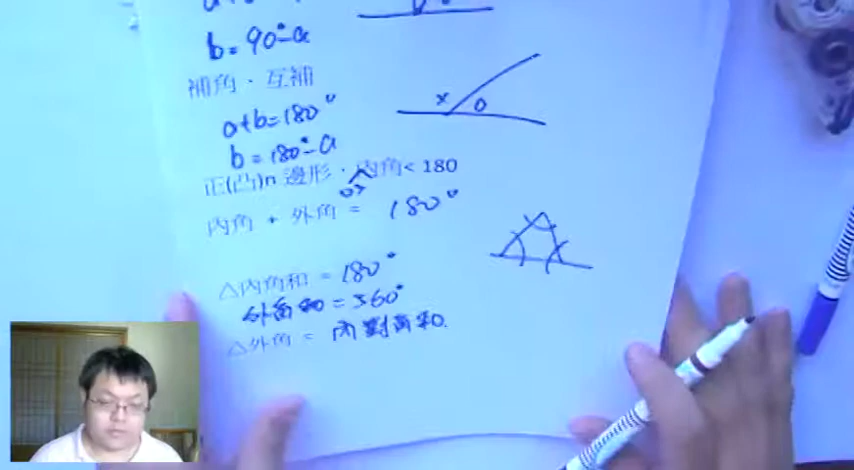 b = 90° - a
補角．互補
a+b=180°
b = 180° - a
x
o
正(凸)n 邊形．內角< 180
0>
內角 + 外角 = 180°
△內角和 = 180°
外角和 = 360°
△外角 = 內對角和.